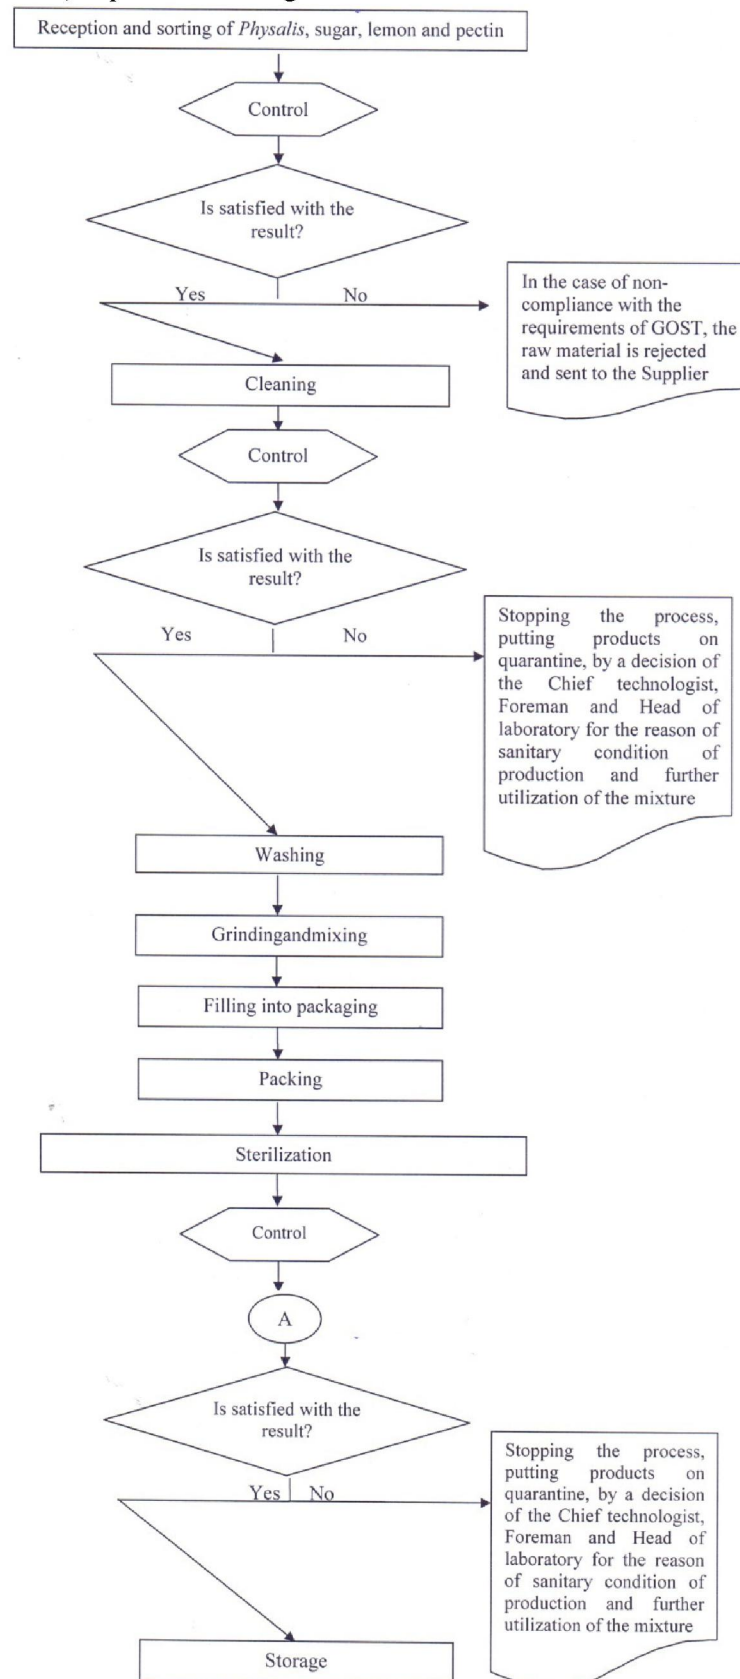 Reception and sorting of Physalis, sugar, lemon and pectin
Control
Is satisfied with the
result?
Yes
No
In the case of non-
compliance with the
requirements of GOST, the
raw material is rejected
and sent to the Supplier
Cleaning
Control
Is satisfied with the
result?
Yes
No
Stopping the process,
putting products on
quarantine, by a decision of
the Chief technologist,
Foreman and Head of
laboratory for the reason of
sanitary condition of
production and further
utilization of the mixture
Washing
Grindingandmixing
Filling into packaging
Packing
Sterilization
Control
A
Is satisfied with the
result?
Yes
No
Stopping the process,
putting products on
quarantine, by a decision
of the Chief technologist,
Foreman and Head of
laboratory for the reason
of sanitary condition of
production and further
utilization of the mixture
Storage